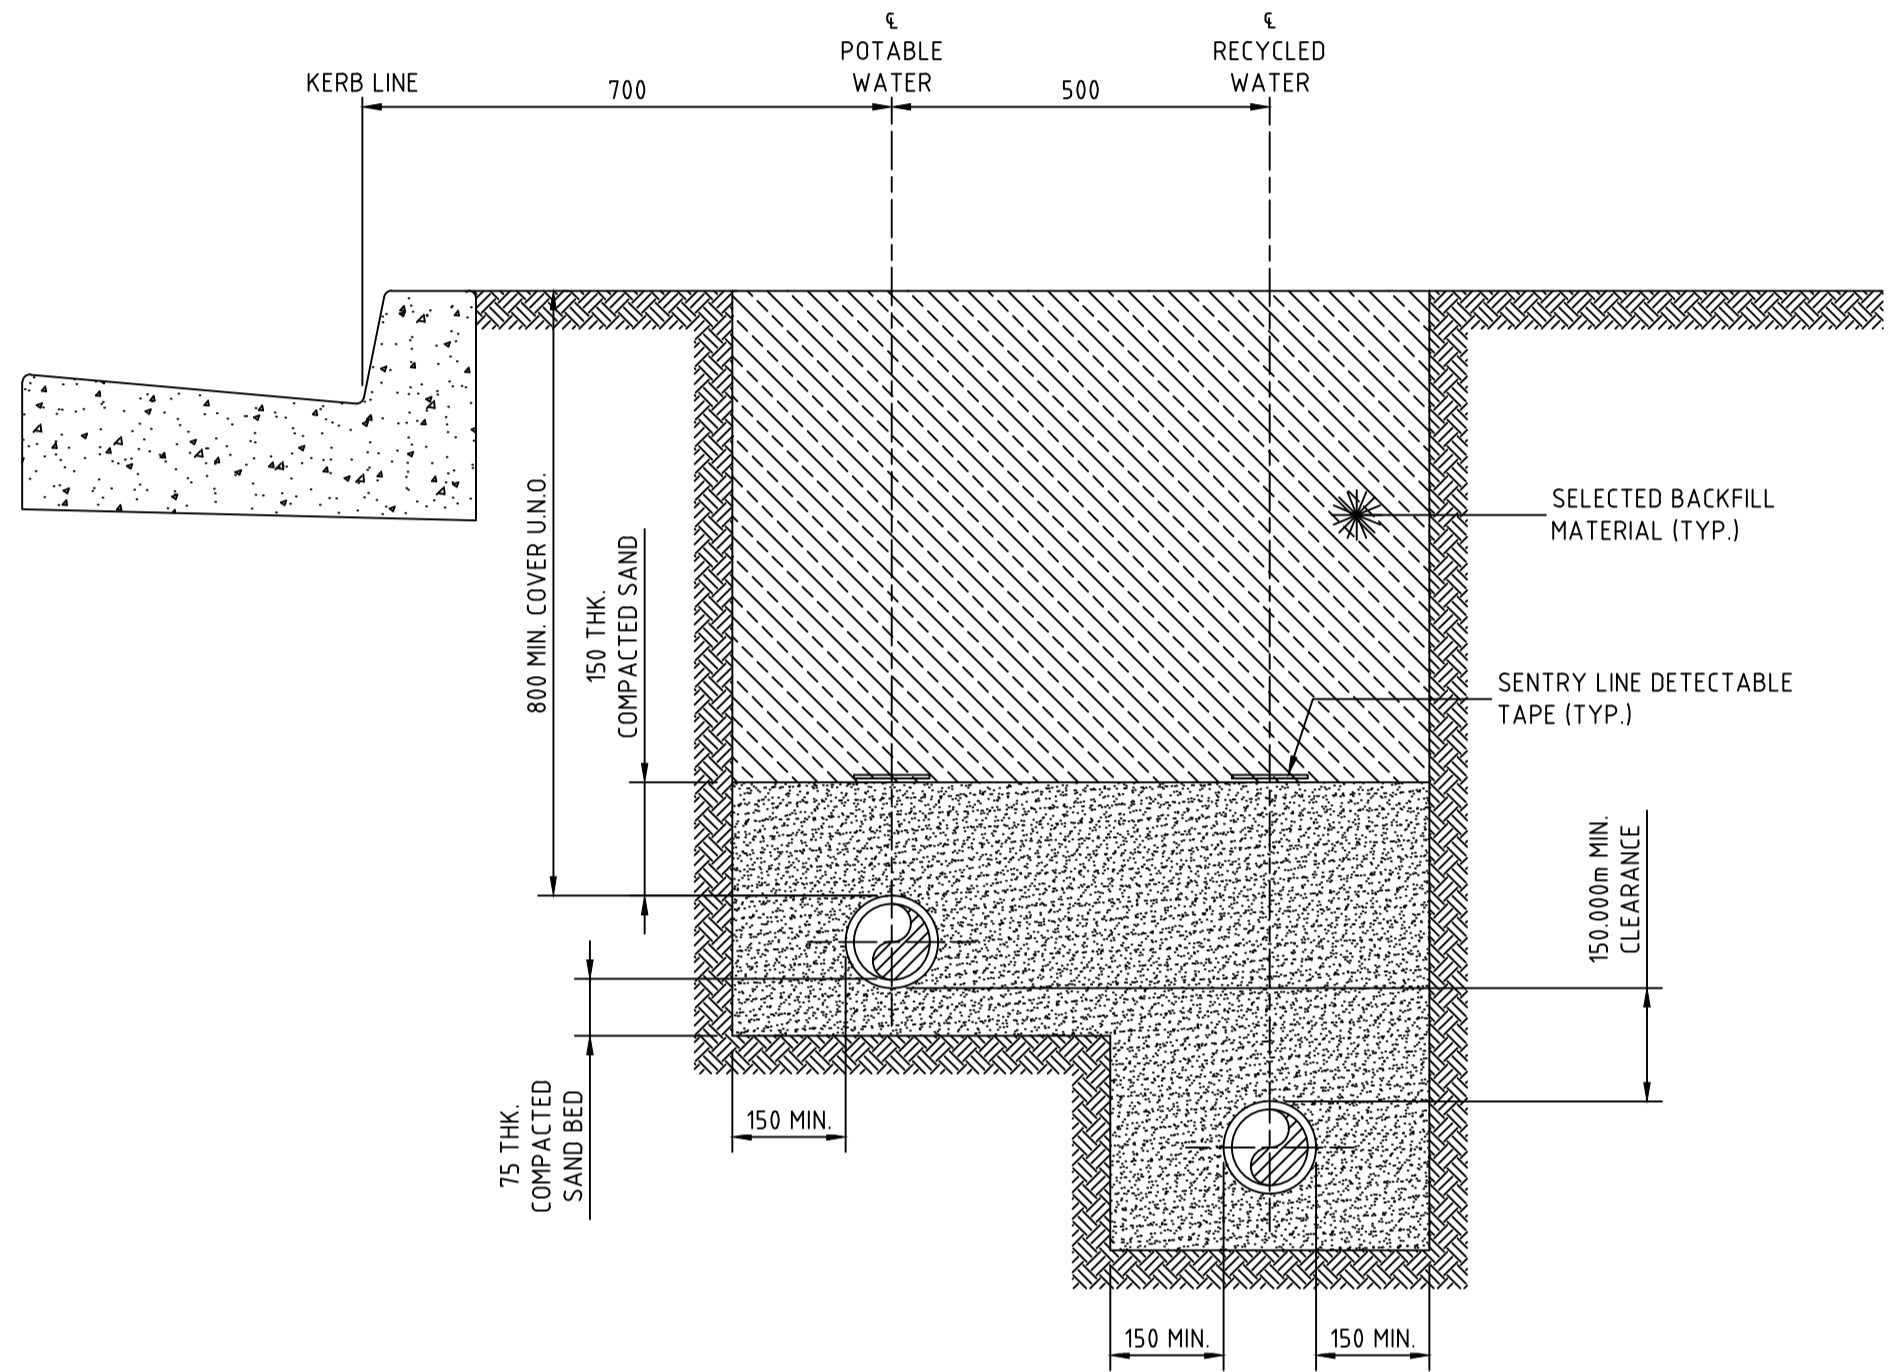 ℄
POTABLE
WATER
℄
RECYCLED
WATER
KERB LINE
700
500
800 MIN. COVER U.N.O.
150 THK.
COMPACTED SAND
SELECTED BACKFILL
MATERIAL (TYP.)
SENTRY LINE DETECTABLE
TAPE (TYP.)
150.000m MIN.
CLEARANCE
75 THK.
COMPACTED
SAND BED
150 MIN.
150 MIN.
150 MIN.